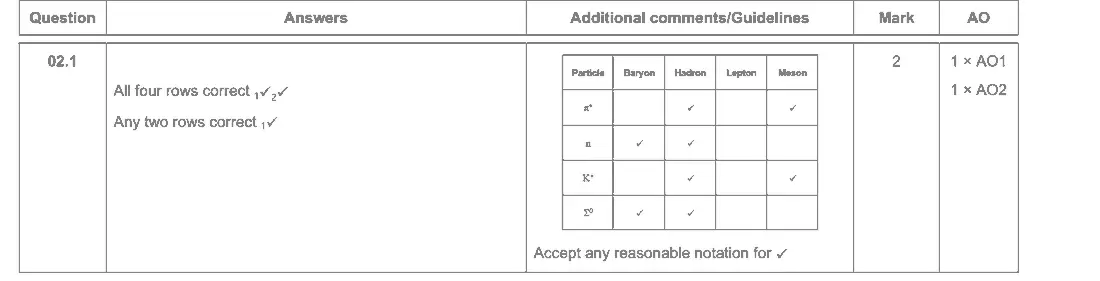 Question Answers Additional comments/Guidelines Mark AO
02.1 2 1 × AO1
All four rows correct ₁✓₂✓ 1 × AO2
Any two rows correct ₁✓
Particle Baryon Hadron Lepton Meson
π⁺ ✓ ✓
n ✓ ✓
K⁺ ✓ ✓
Σ⁰ ✓ ✓
Accept any reasonable notation for ✓